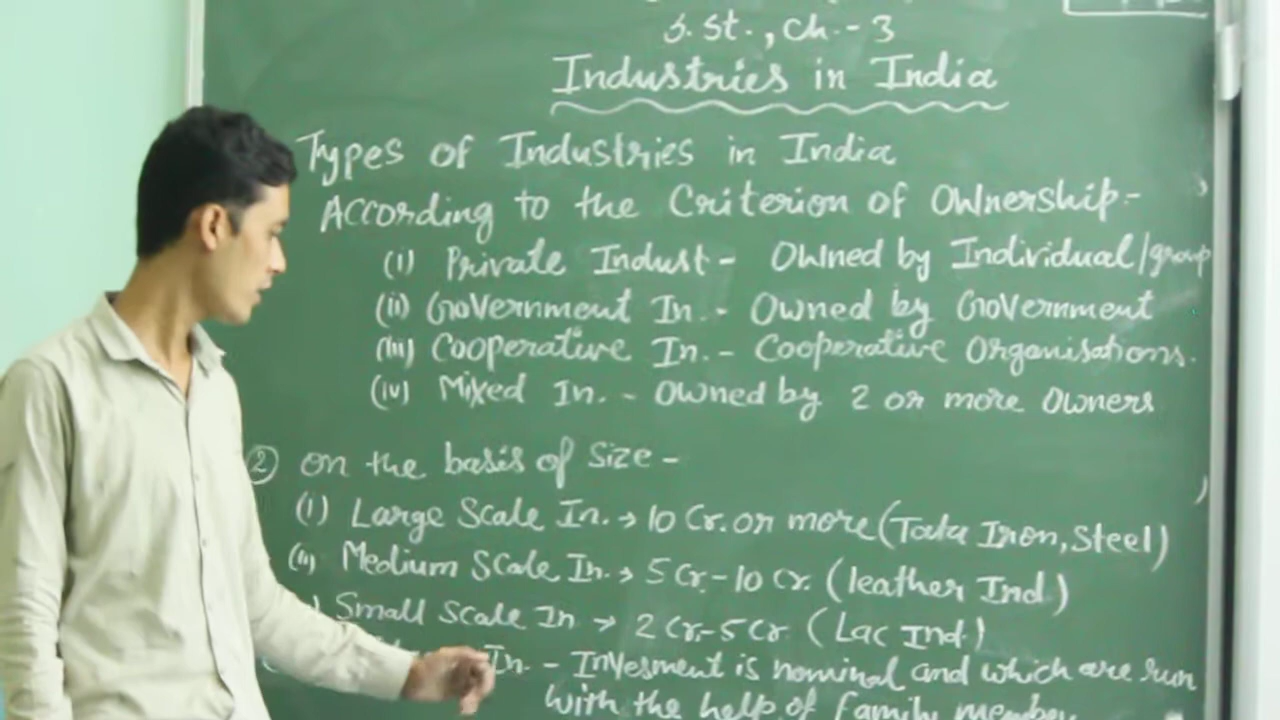 S. St., Ch.-3
Industries in India
Types of Industries in India
According to the Criterion of Ownership-
(i) Private Indust - Owned by Individual/group
(ii) Government In. - Owned by Government
(iii) Cooperative In. - Cooperative Organisations.
(iv) Mixed In. - Owned by 2 or more Owners
② on the basis of Size -
(i) Large Scale In. → 10 Cr. or more (Tata Iron, Steel)
(ii) Medium Scale In. → 5 Cr. - 10 Cr. (leather Ind)
Small Scale In → 2 Cr. - 5 Cr. (Lac Ind.)
In. - Invesment is nominal and which are run
with the help of family member